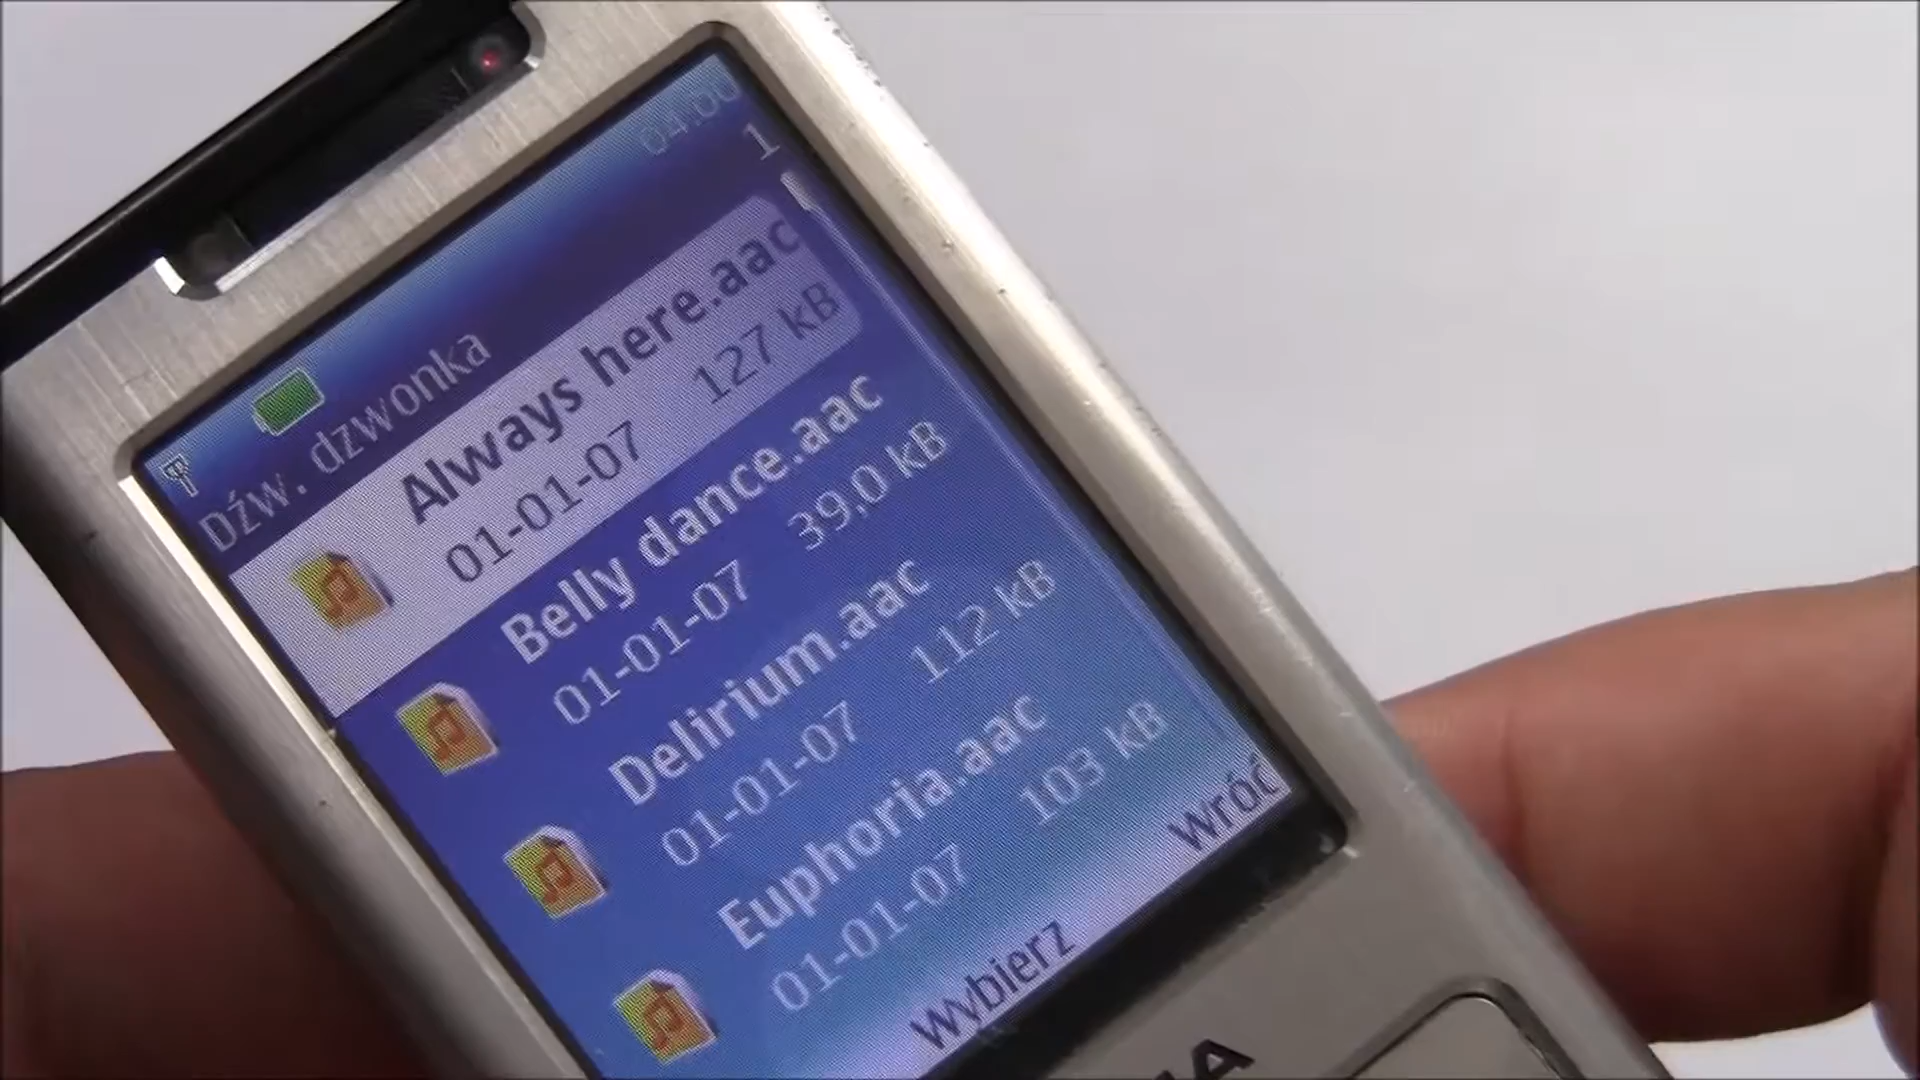 04:00
Dźw. dzwonka 1
Always here.aac
01-01-07 127 kB
Belly dance.aac
01-01-07 39,0 kB
Delirium.aac
01-01-07 112 kB
Euphoria.aac
01-01-07 103 kB
Wybierz Wróć